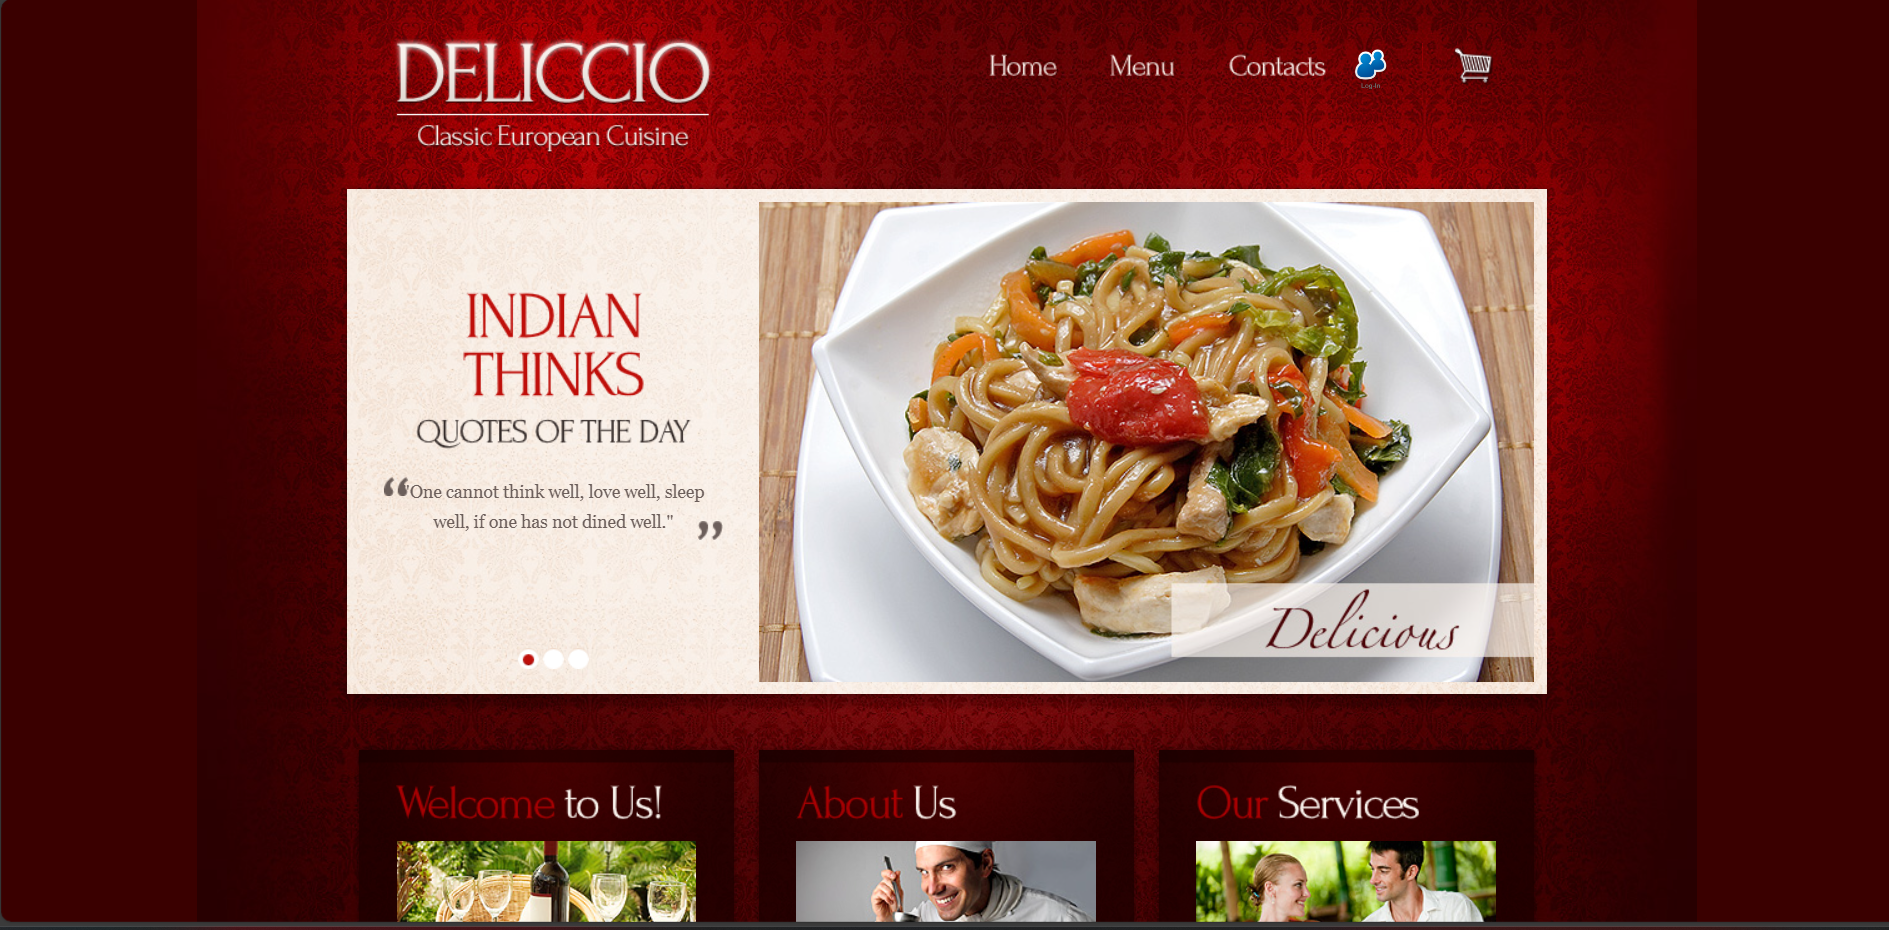 DELICCIO
Classic European Cuisine
Home Menu Contacts
Log-In
INDIAN
THINKS
QUOTES OF THE DAY
“"One cannot think well, love well, sleep
well, if one has not dined well."”
Delicious
Welcome to Us!
About Us
Our Services